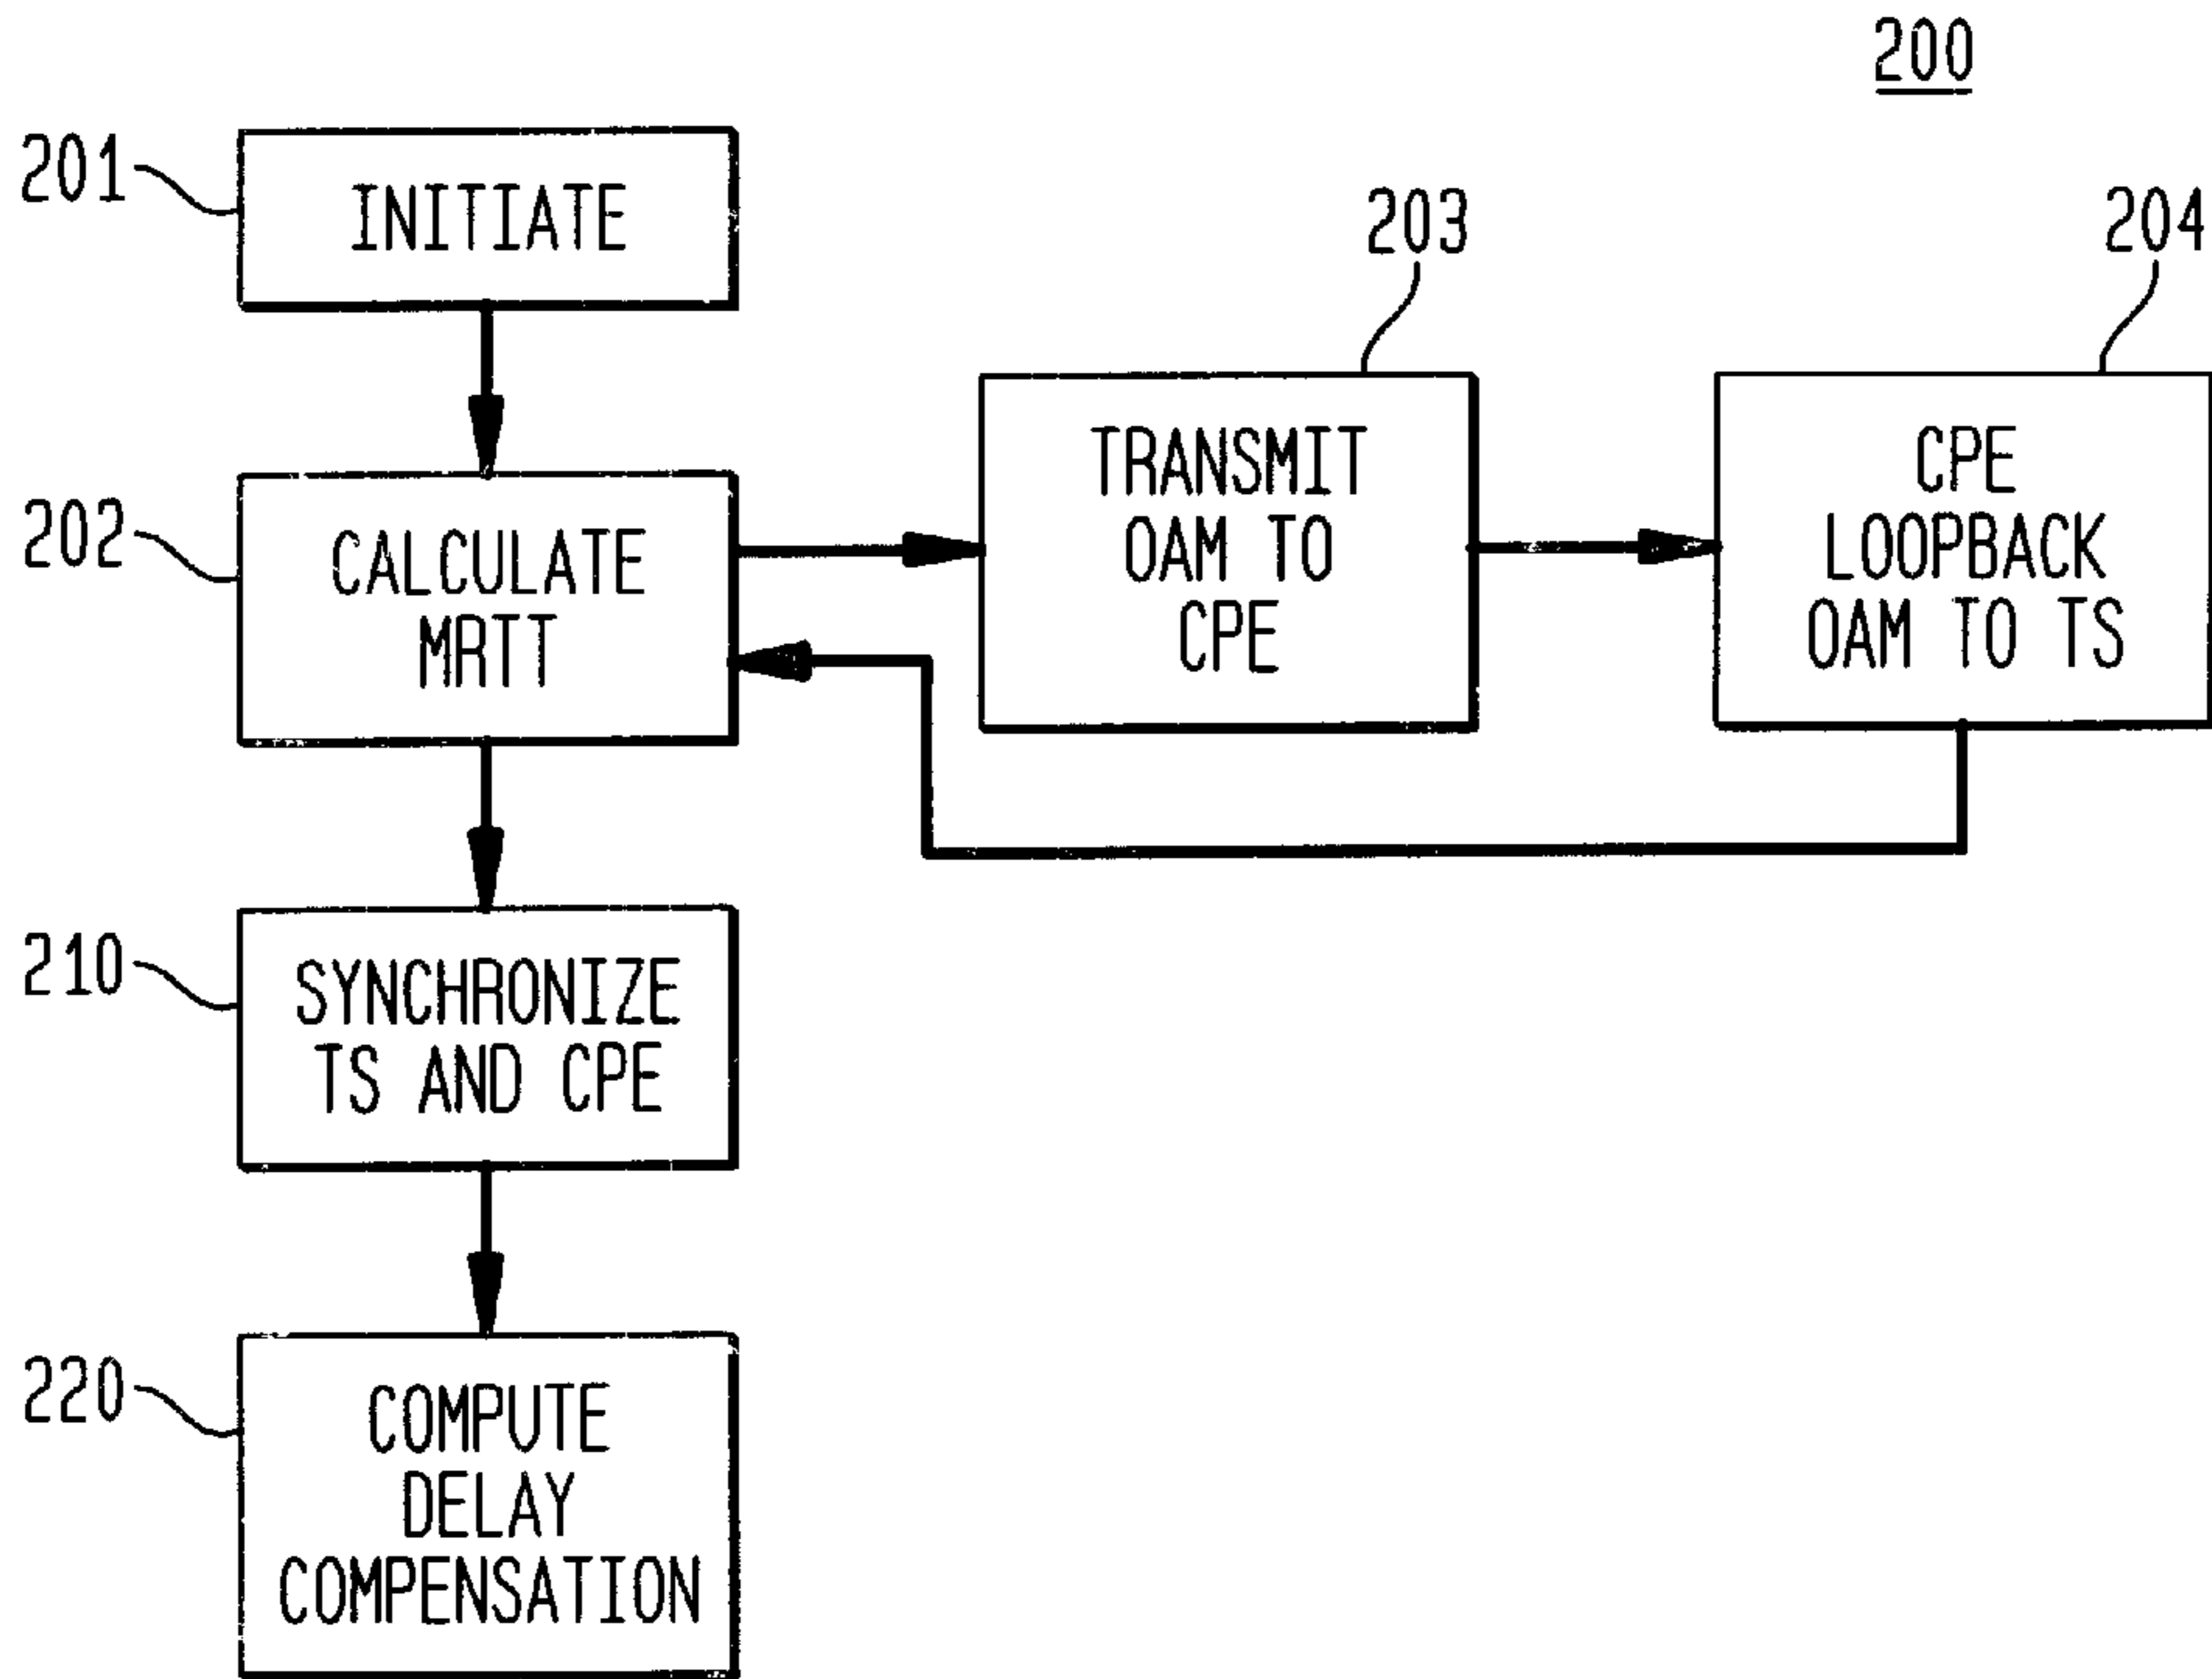 200
201
INITIATE
203
204
202
CALCULATE
MRTT
TRANSMIT
OAM TO
CPE
CPE
LOOPBACK
OAM TO TS
210
SYNCHRONIZE
TS AND CPE
220
COMPUTE
DELAY
COMPENSATION